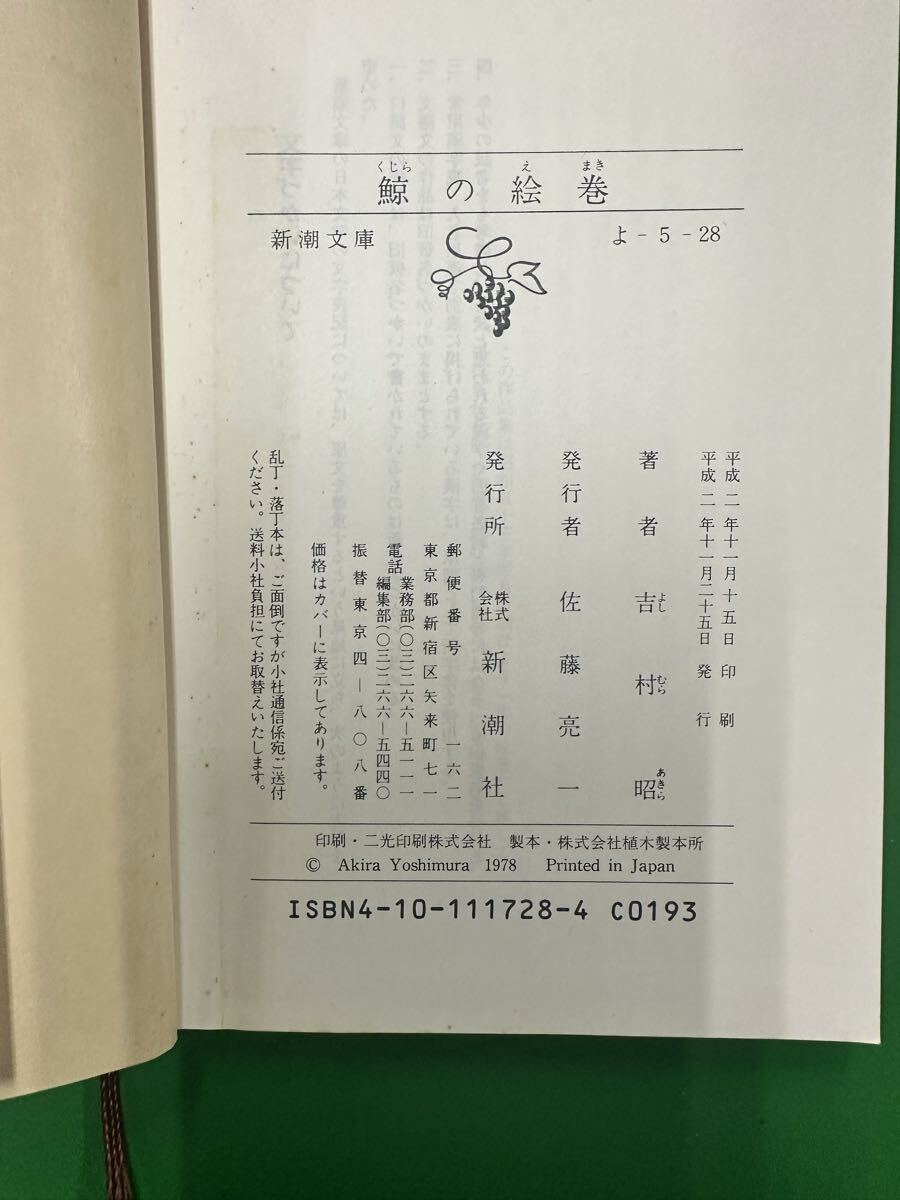 鯨の絵巻
くじら え まき
新潮文庫
よ-5-28
平成二年十一月十五日 印刷
平成二年十一月二十五日 発行
著者 吉村昭
よし むら あきら
発行者 佐藤亮一
発行所 株式会社 新潮社
郵便番号 一六二
東京都新宿区矢来町七一
電話 業務部(〇三)二六六―五一一一
編集部(〇三)二六六―五四四〇
振替東京四―八〇八番
価格はカバーに表示してあります。
乱丁・落丁本は、ご面倒ですが小社通信係宛ご送付
ください。送料小社負担にてお取替えいたします。
印刷・二光印刷株式会社 製本・株式会社植木製本所
© Akira Yoshimura 1978 Printed in Japan
ISBN4-10-111728-4 C0193